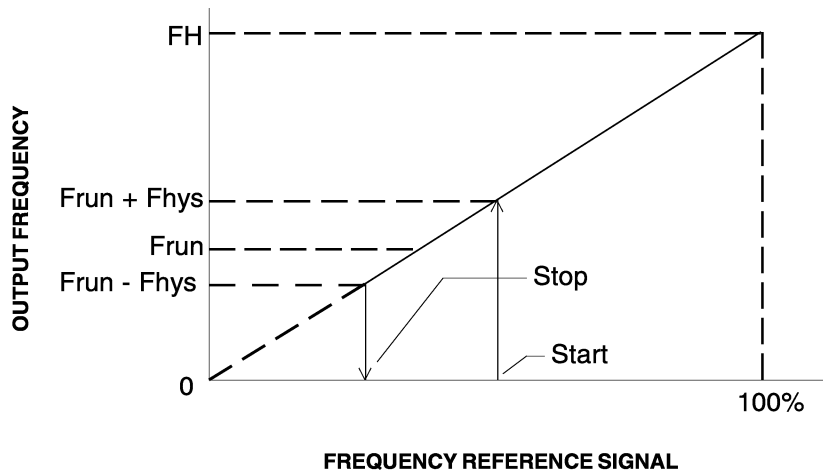 FH
OUTPUT FREQUENCY
Frun + Fhys
Frun
Frun - Fhys
Stop
Start
0
100%
FREQUENCY REFERENCE SIGNAL